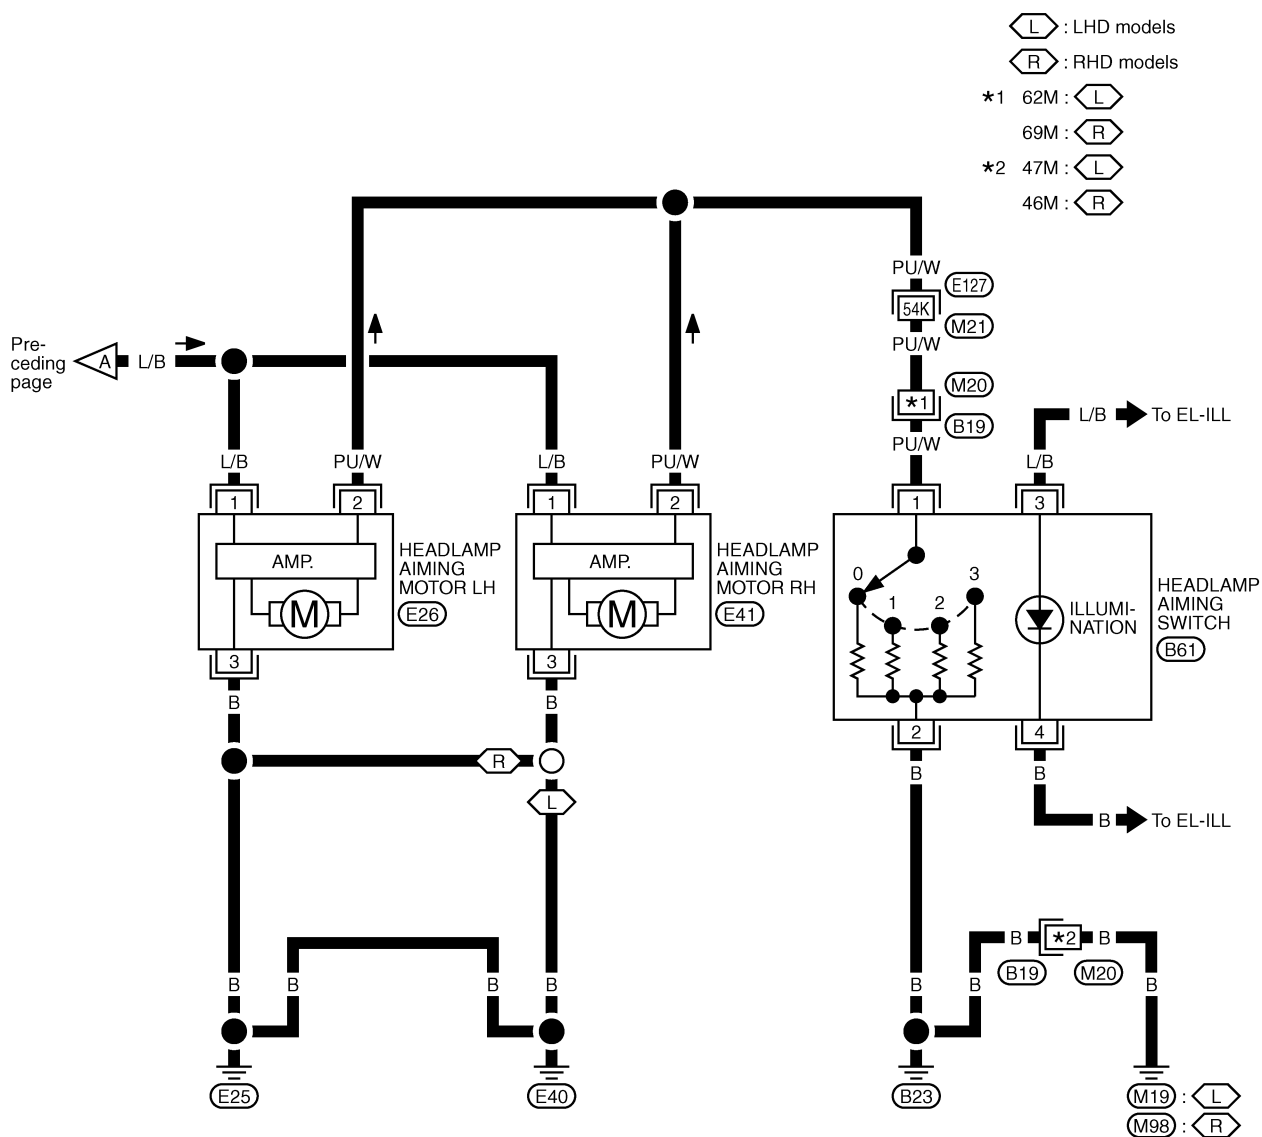 L : LHD models
R : RHD models
*1 62M : L
69M : R
*2 47M : L
46M : R
PU/W
E127
54K
M21
PU/W
Pre-
ceding
page
A
L/B
M20
*1
B19
L/B
To EL-ILL
PU/W
L/B
PU/W
L/B
PU/W
L/B
1
2
1
2
1
3
AMP.
M
HEADLAMP
AIMING
MOTOR LH
E26
AMP.
M
HEADLAMP
AIMING
MOTOR RH
E41
0
1
2
3
ILLUMI-
NATION
HEADLAMP
AIMING
SWITCH
B61
3
3
2
4
B
B
B
B
R
L
B
To EL-ILL
B
*2
B
B19
M20
B
B
B
B
B
B
E25
E40
B23
M19 : L
M98 : R